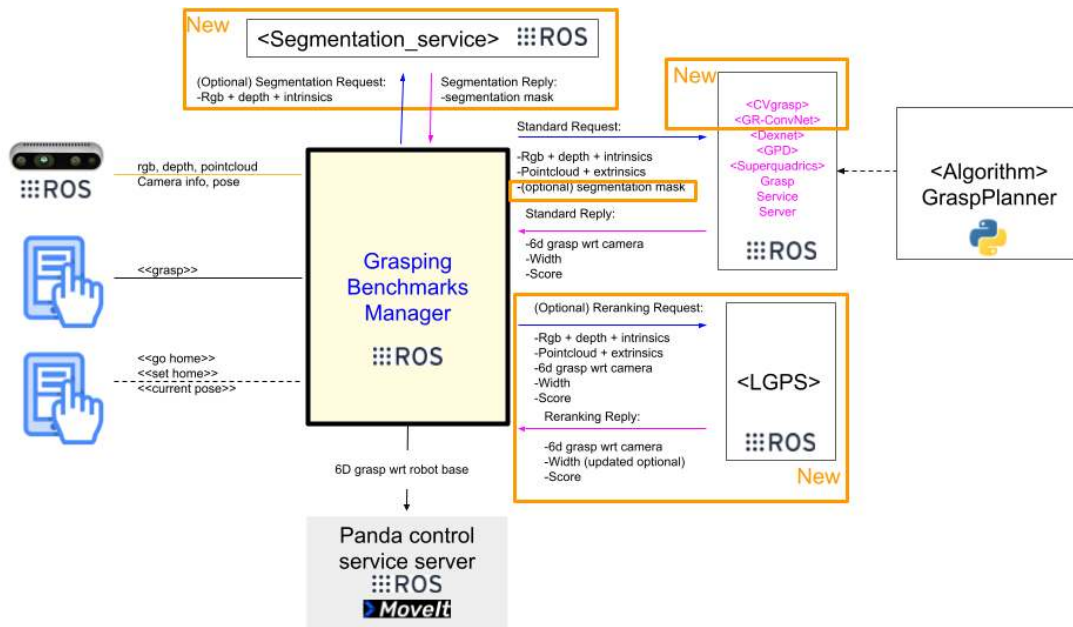 New
<Segmentation_service>
ROS
(Optional) Segmentation Request:
-Rgb + depth + intrinsics
Segmentation Reply:
-segmentation mask
ROS
rgb, depth, pointcloud
Camera info, pose
<<grasp>>
<<go home>>
<<set home>>
<<current pose>>
Grasping
Benchmarks
Manager
ROS
Standard Request:
-Rgb + depth + intrinsics
-Pointcloud + extrinsics
-(optional) segmentation mask
Standard Reply:
-6d grasp wrt camera
-Width
-Score
New
<CVgrasp>
<GR-ConvNet>
<Dexnet>
<GPD>
<Superquadrics>
Grasp
Service
Server
ROS
<Algorithm>
GraspPlanner
(Optional) Reranking Request:
-Rgb + depth + intrinsics
-Pointcloud + extrinsics
-6d grasp wrt camera
-Width
-Score
Reranking Reply:
-6d grasp wrt camera
-Width (updated optional)
-Score
<LGPS>
ROS
New
6D grasp wrt robot base
Panda control
service server
ROS
MoveIt